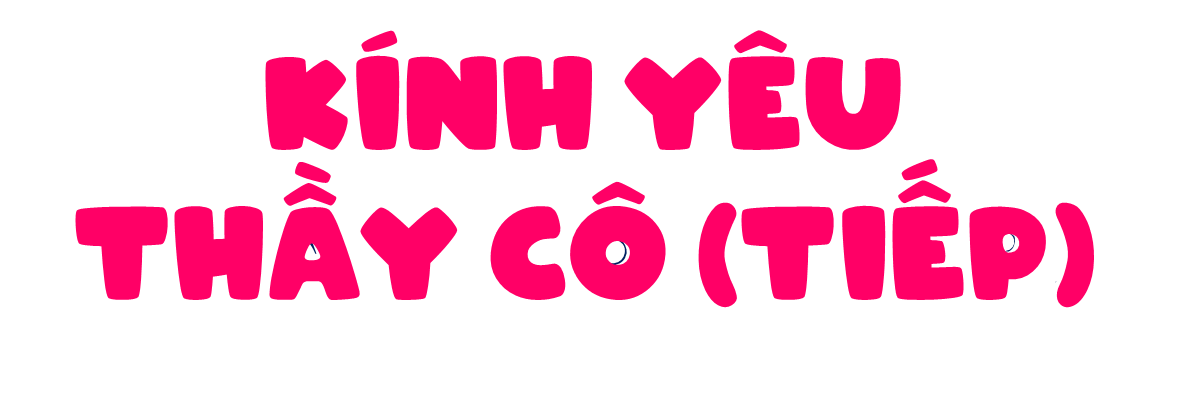 KÍNH YÊU
THẦY CÔ (TIẾP)